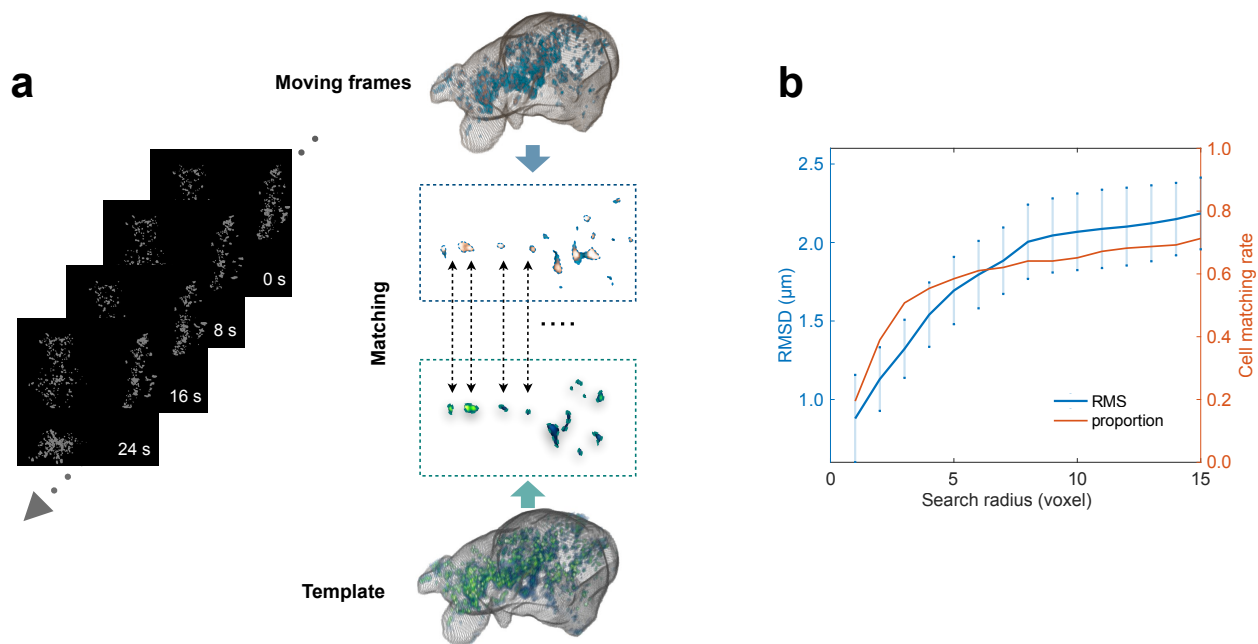 a
Moving frames
0 s
8 s
16 s
24 s
Matching
Template
b
RMSD (μm)
2.5
2.0
1.5
1.0
1.0
0.8
0.6
0.4
0.2
0.0
Cell matching rate
RMS
proportion
0
5
10
15
Search radius (voxel)